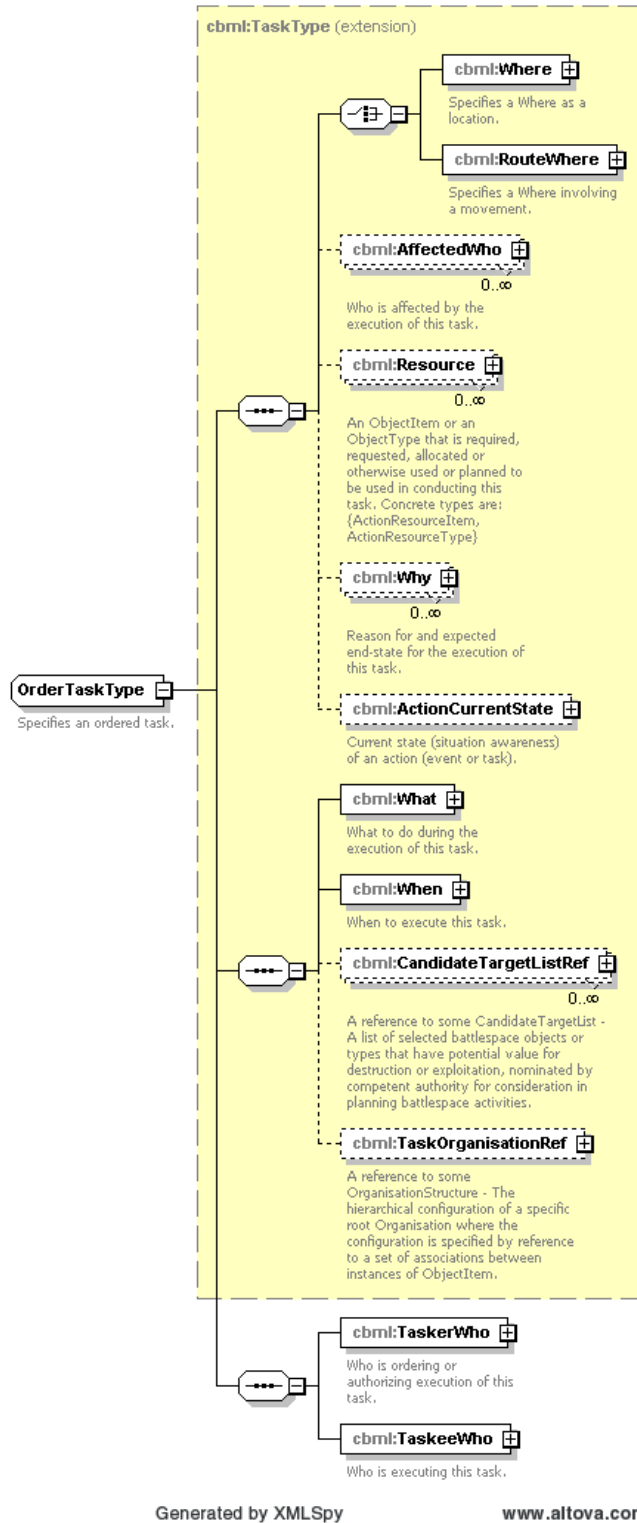 cbml:TaskType (extension)
cbml:Where
Specifies a Where as a
location.
cbml:RouteWhere
Specifies a Where involving
a movement.
cbml:AffectedWho
0..∞
Who is affected by the
execution of this task.
cbml:Resource
0..∞
An ObjectItem or an
ObjectType that is required,
requested, allocated or
otherwise used or planned to
be used in conducting this
task. Concrete types are:
{ActionResourceItem,
ActionResourceType}
cbml:Why
0..∞
Reason for and expected
end-state for the execution of
this task.
OrderTaskType
Specifies an ordered task.
cbml:ActionCurrentState
Current state (situation awareness)
of an action (event or task).
cbml:What
What to do during the
execution of this task.
cbml:When
When to execute this task.
cbml:CandidateTargetListRef
0..∞
A reference to some CandidateTargetList -
A list of selected battlespace objects or
types that have potential value for
destruction or exploitation, nominated by
competent authority for consideration in
planning battlespace activities.
cbml:TaskOrganisationRef
A reference to some
OrganisationStructure - The
hierarchical configuration of a specific
root Organisation where the
configuration is specified by reference
to a set of associations between
instances of ObjectItem.
cbml:TaskerWho
Who is ordering or
authorizing execution of this
task.
cbml:TaskeeWho
Who is executing this task.
Generated by XMLSpy
www.altova.co